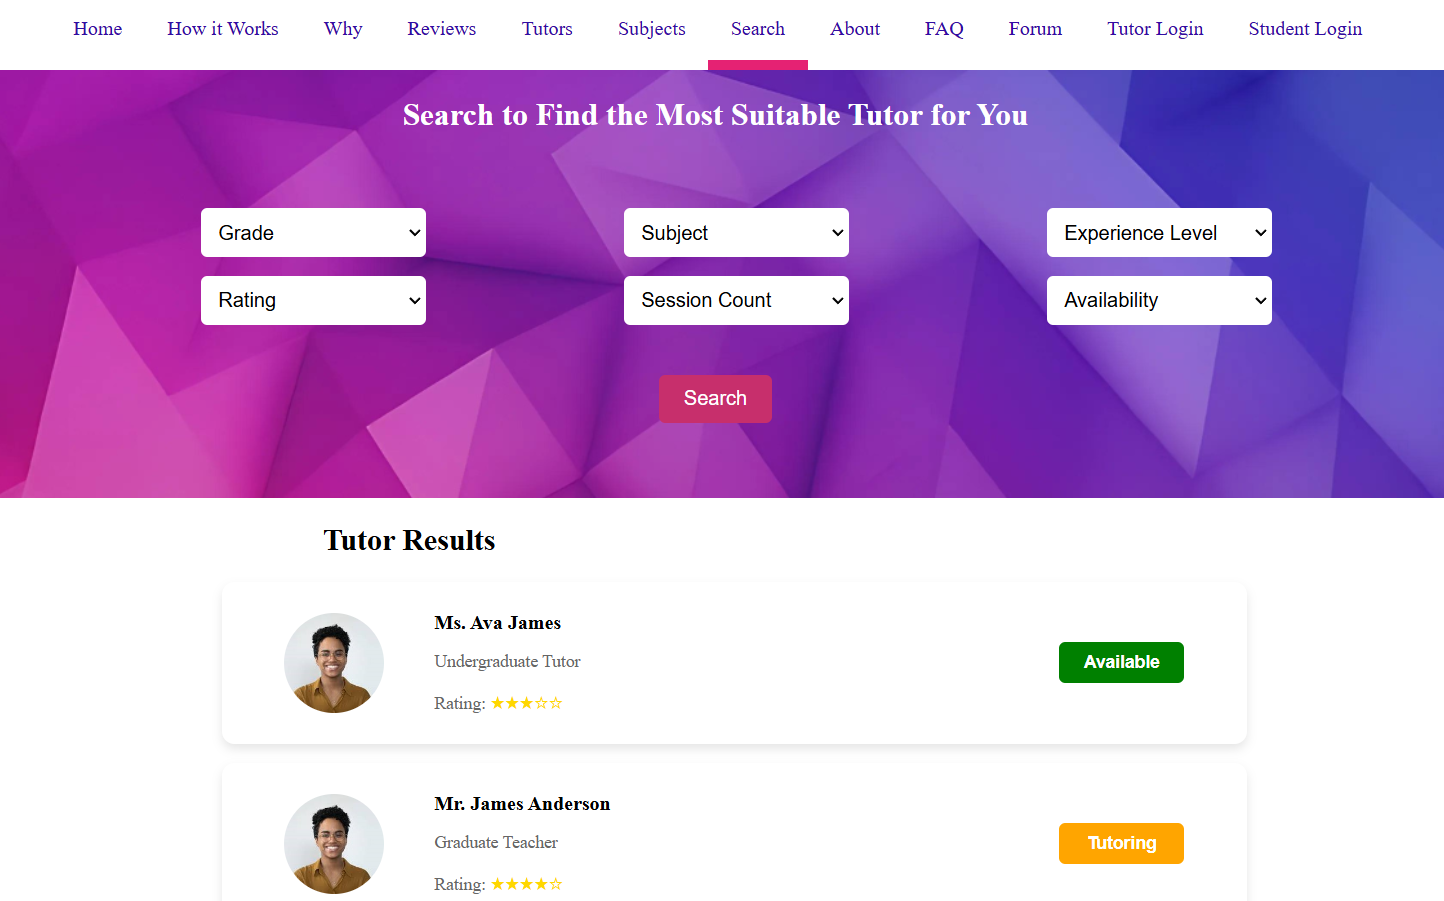 Home How it Works Why Reviews Tutors Subjects Search About FAQ Forum Tutor Login Student Login
Search to Find the Most Suitable Tutor for You
Grade Subject Experience Level
Rating Session Count Availability
Search
Tutor Results
Ms. Ava James
Undergraduate Tutor
Available
Rating: ★★★☆☆
Mr. James Anderson
Graduate Teacher
Tutoring
Rating: ★★★★☆